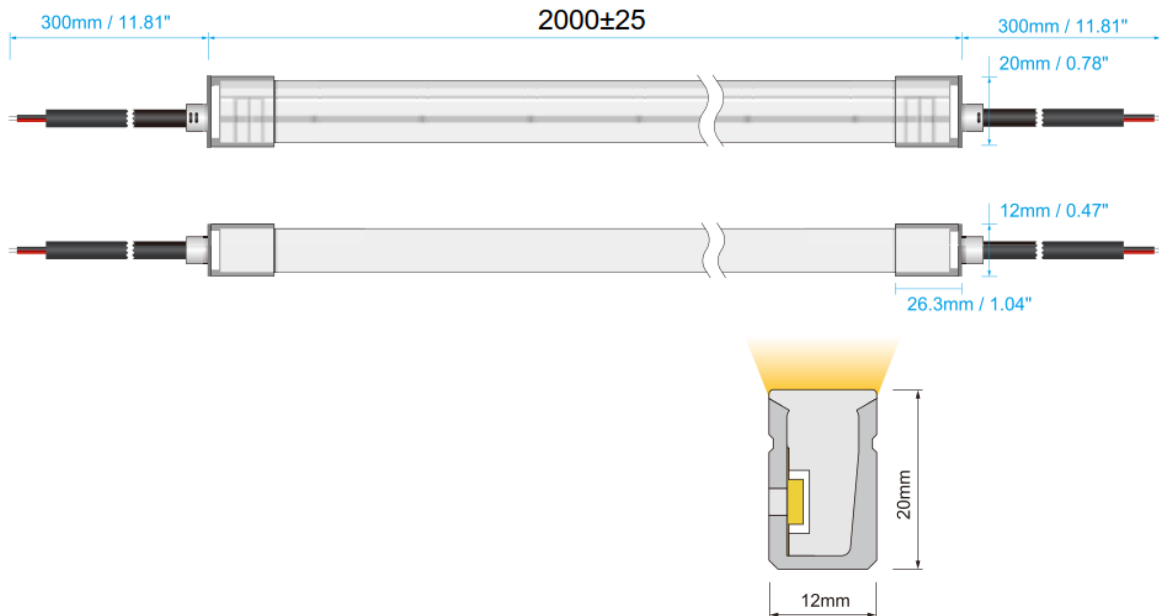 300mm / 11.81"
2000±25
300mm / 11.81"
20mm / 0.78"
12mm / 0.47"
26.3mm / 1.04"
20mm
12mm